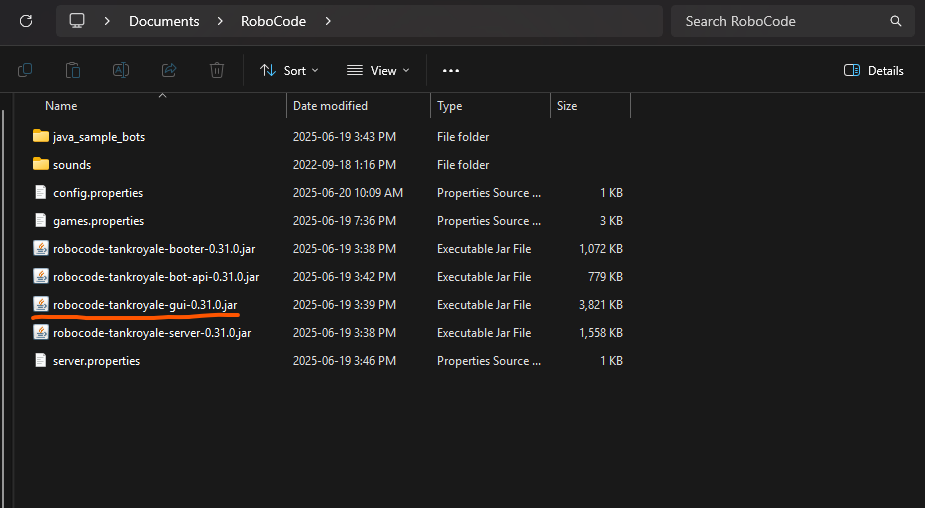 Documents > RoboCode >
Search RoboCode
Sort
View
Details
Name Date modified Type Size
java_sample_bots 2025-06-19 3:43 PM File folder
sounds 2022-09-18 1:16 PM File folder
config.properties 2025-06-20 10:09 AM Properties Source ... 1 KB
games.properties 2025-06-19 7:36 PM Properties Source ... 3 KB
robocode-tankroyale-booter-0.31.0.jar 2025-06-19 3:38 PM Executable Jar File 1,072 KB
robocode-tankroyale-bot-api-0.31.0.jar 2025-06-19 3:42 PM Executable Jar File 779 KB
robocode-tankroyale-gui-0.31.0.jar 2025-06-19 3:39 PM Executable Jar File 3,821 KB
robocode-tankroyale-server-0.31.0.jar 2025-06-19 3:38 PM Executable Jar File 1,558 KB
server.properties 2025-06-19 3:46 PM Properties Source ... 1 KB